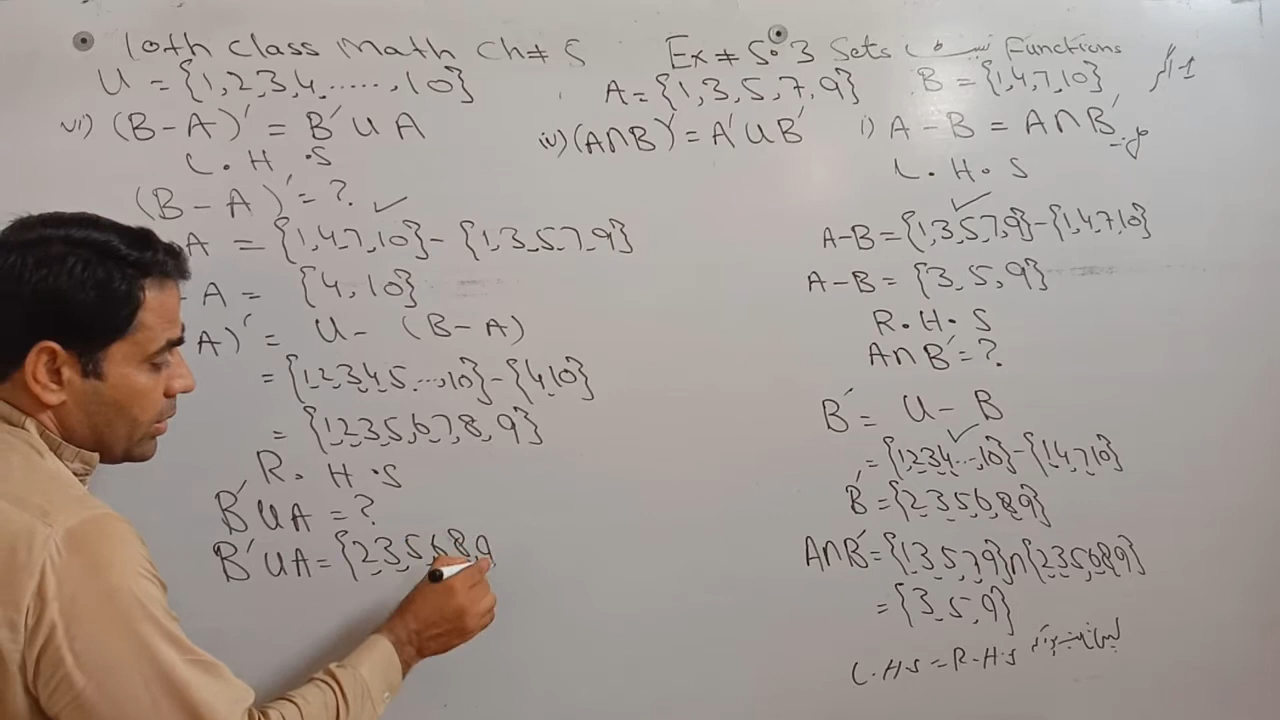 10th class Math Ch# 5 Ex # 5.3 Sets Functions
U = {1,2,3,4,.....,10} A = {1,3,5,7,9} B = {1,4,7,10}
vi) (B-A)′ = B′ ∪ A
L.H.S
(B-A)′ = ?
A = {1,4,7,10} - {1,3,5,7,9}
- A = {4,10}
A)′ = U - (B-A)
= {1,2,3,4,5...,10} - {4,10}
= {1,2,3,5,6,7,8,9}
R.H.S
B′ ∪ A = ?
B′ ∪ A = {2,3,5,6,8,9
iv) (A∩B)′ = A′ ∪ B′
i) A - B = A∩B′
L.H.S
A-B = {1,3,5,7,9} - {1,4,7,10}
A-B = {3,5,9}
R.H.S
A∩B′ = ?
B′ = U - B
= {1,2,3,4...,10} - {1,4,7,10}
B′ = {2,3,5,6,8,9}
A∩B′ = {1,3,5,7,9} ∩ {2,3,5,6,8,9}
= {3,5,9}
L.H.S = R.H.S